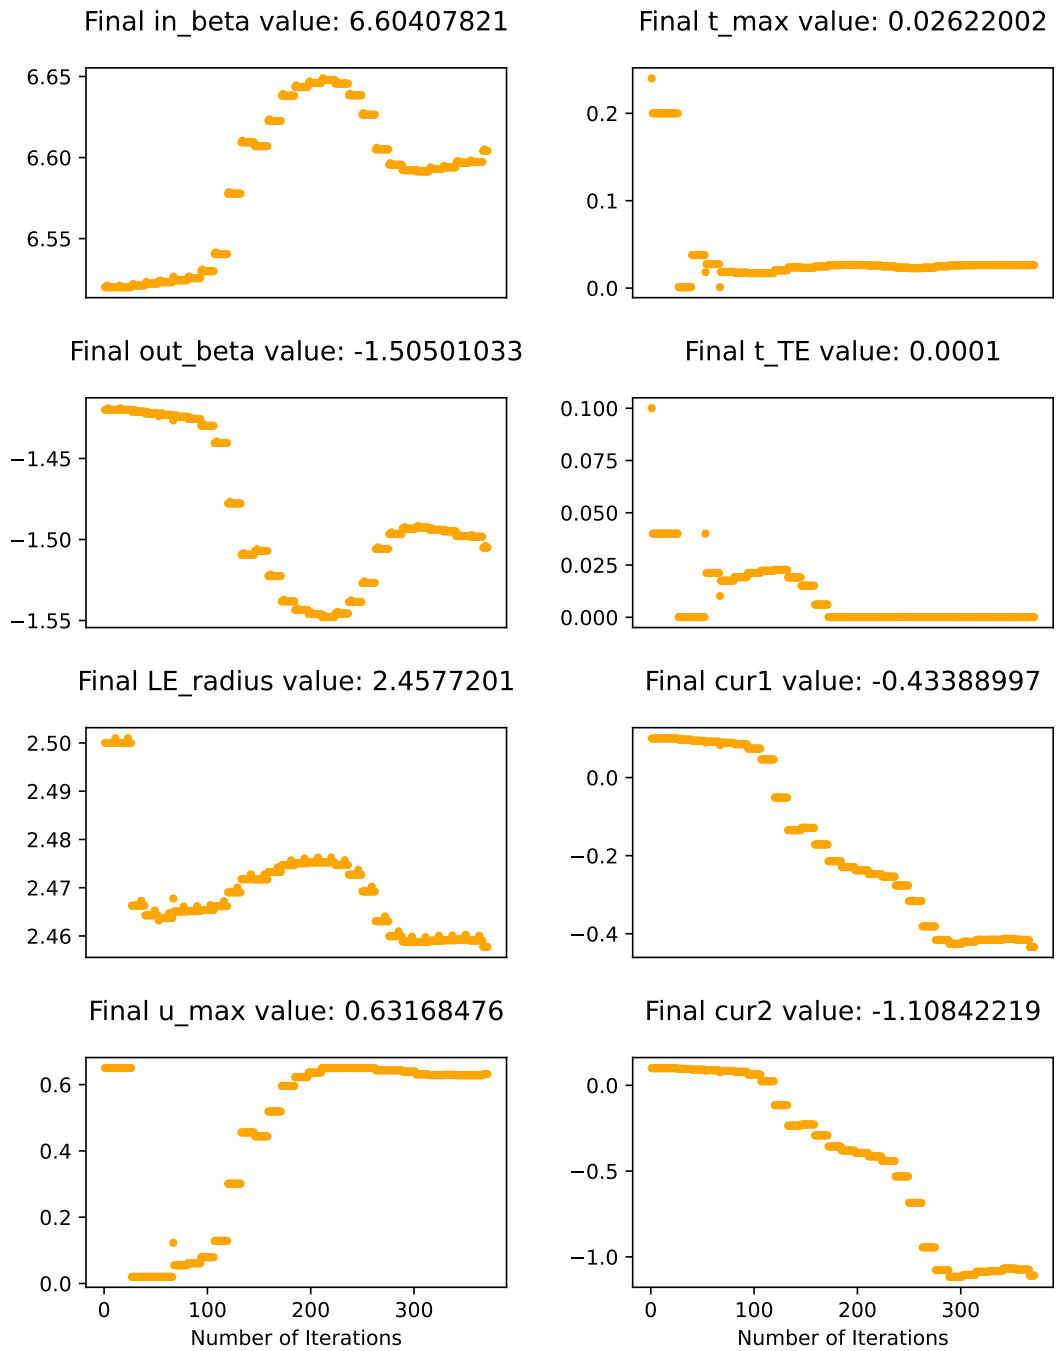 Final in_beta value: 6.60407821
6.65
6.60
6.55
Final t_max value: 0.02622002
0.2
0.1
0.0
Final out_beta value: -1.50501033
−1.45
−1.50
−1.55
Final t_TE value: 0.0001
0.100
0.075
0.050
0.025
0.000
Final LE_radius value: 2.4577201
2.50
2.49
2.48
2.47
2.46
Final cur1 value: -0.43388997
0.0
−0.2
−0.4
Final u_max value: 0.63168476
0.6
0.4
0.2
0.0
0 100 200 300
Number of Iterations
Final cur2 value: -1.10842219
0.0
−0.5
−1.0
0 100 200 300
Number of Iterations